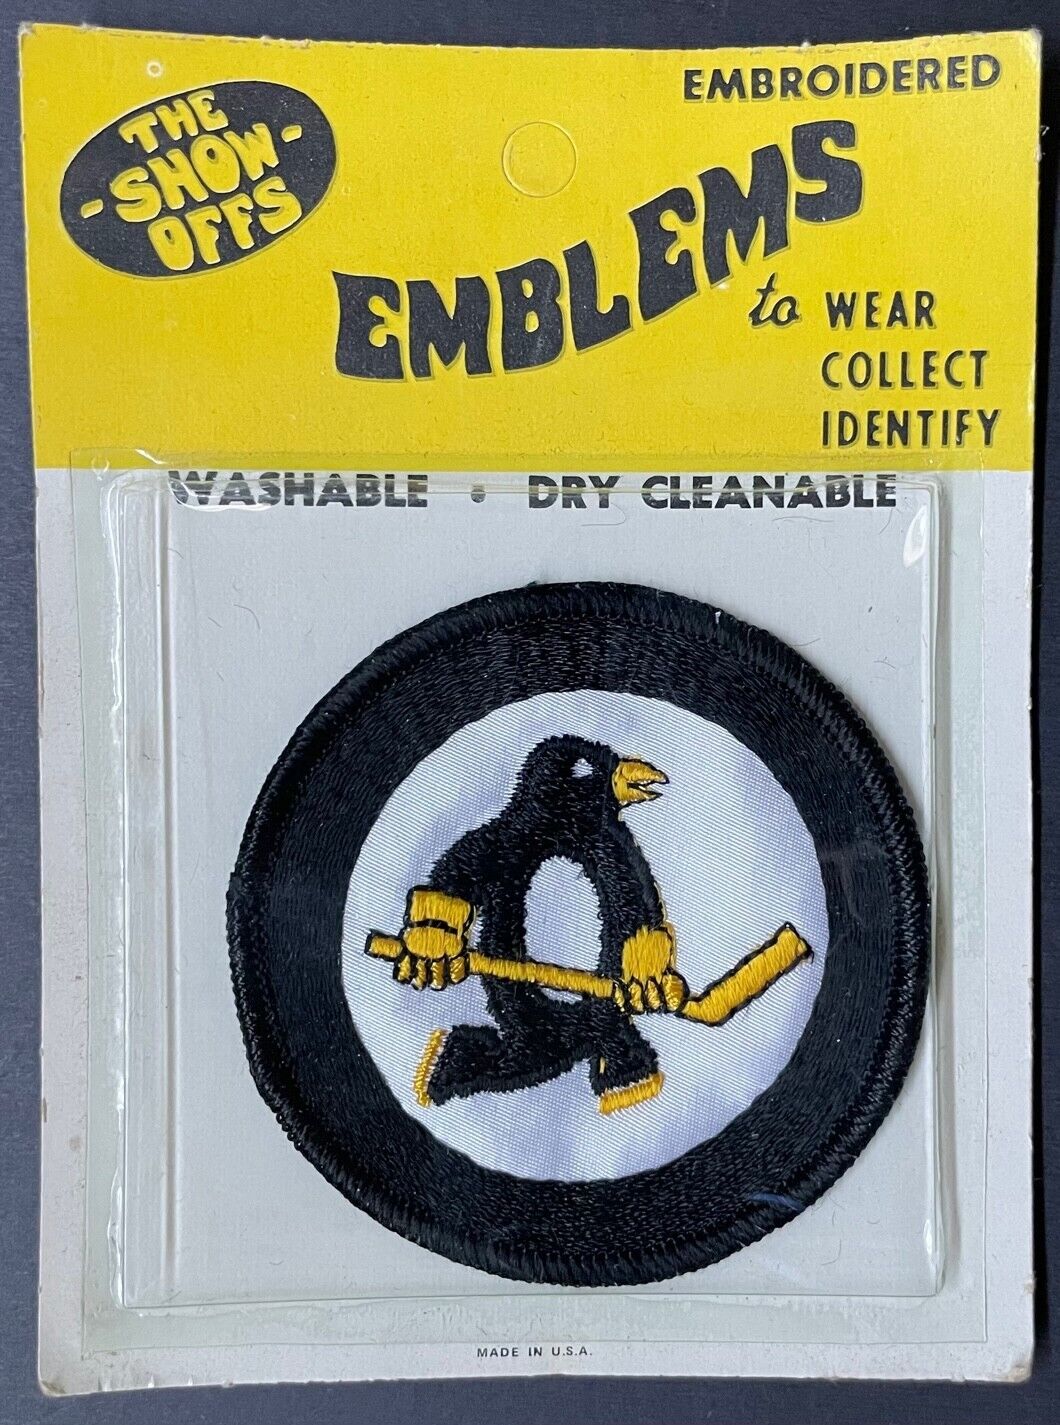 THE
-SHOW-
OFFS
EMBROIDERED
EMBLEMS
to WEAR
COLLECT
IDENTIFY
WASHABLE • DRY CLEANABLE
MADE IN U.S.A.